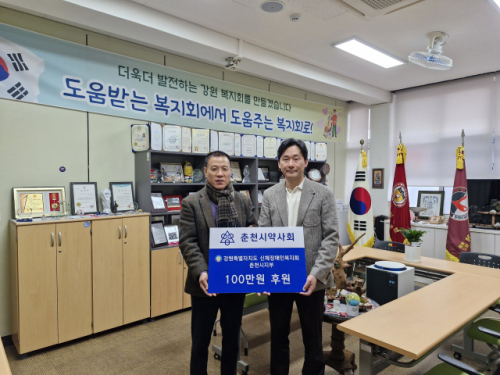 더욱더 발전하는 강원 복지회를 만들겠습니다
도움받는 복지회에서 도움주는 복지회로!
춘천시약사회
강원특별자치도 신체장애인복지회
춘천시지부
100만원 후원